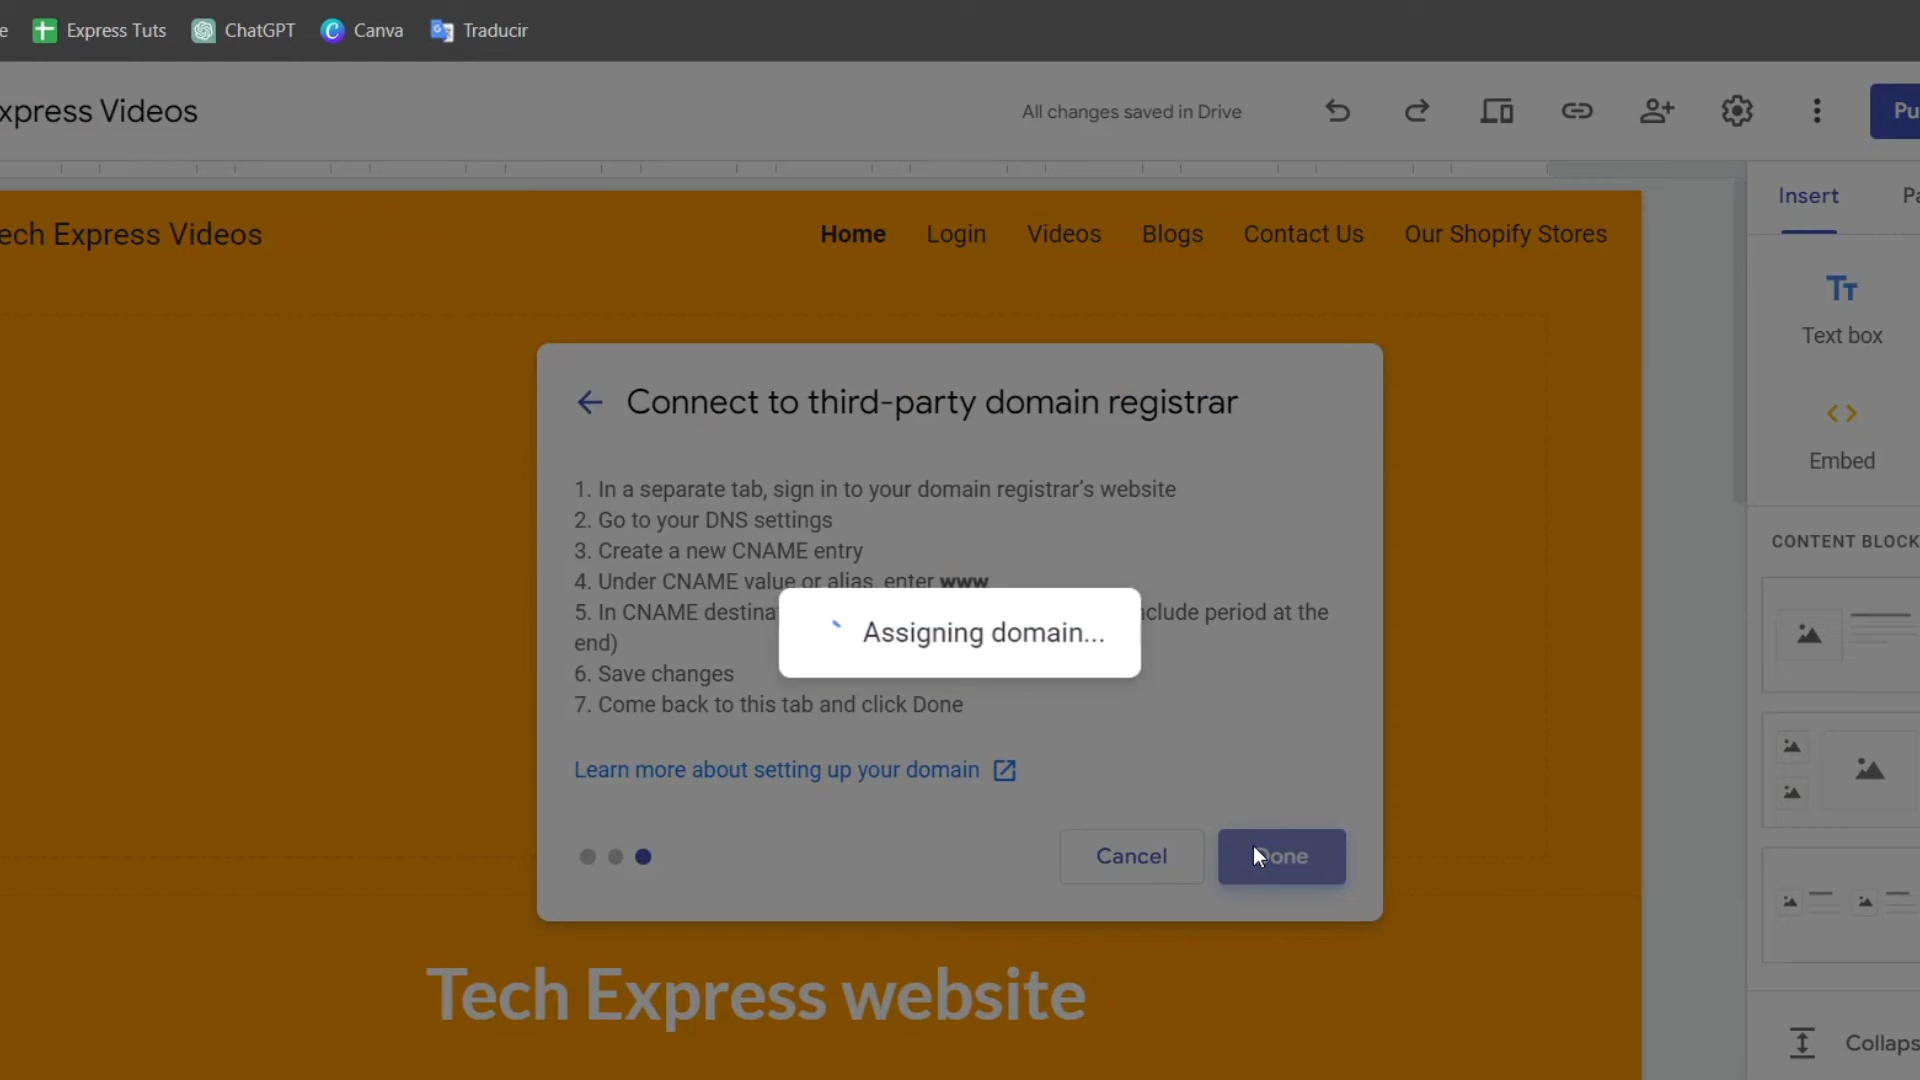 e Express Tuts ChatGPT Canva Traducir
xpress Videos All changes saved in Drive Pu
ech Express Videos Home Login Videos Blogs Contact Us Our Shopify Stores
Insert Pa
Text box
Embed
CONTENT BLOCK
Connect to third-party domain registrar
1. In a separate tab, sign in to your domain registrar's website
2. Go to your DNS settings
3. Create a new CNAME entry
4. Under CNAME value or alias, enter www
5. In CNAME destina nclude period at the
end)
Assigning domain...
6. Save changes
7. Come back to this tab and click Done
Learn more about setting up your domain
Cancel Done
Tech Express website
Collaps